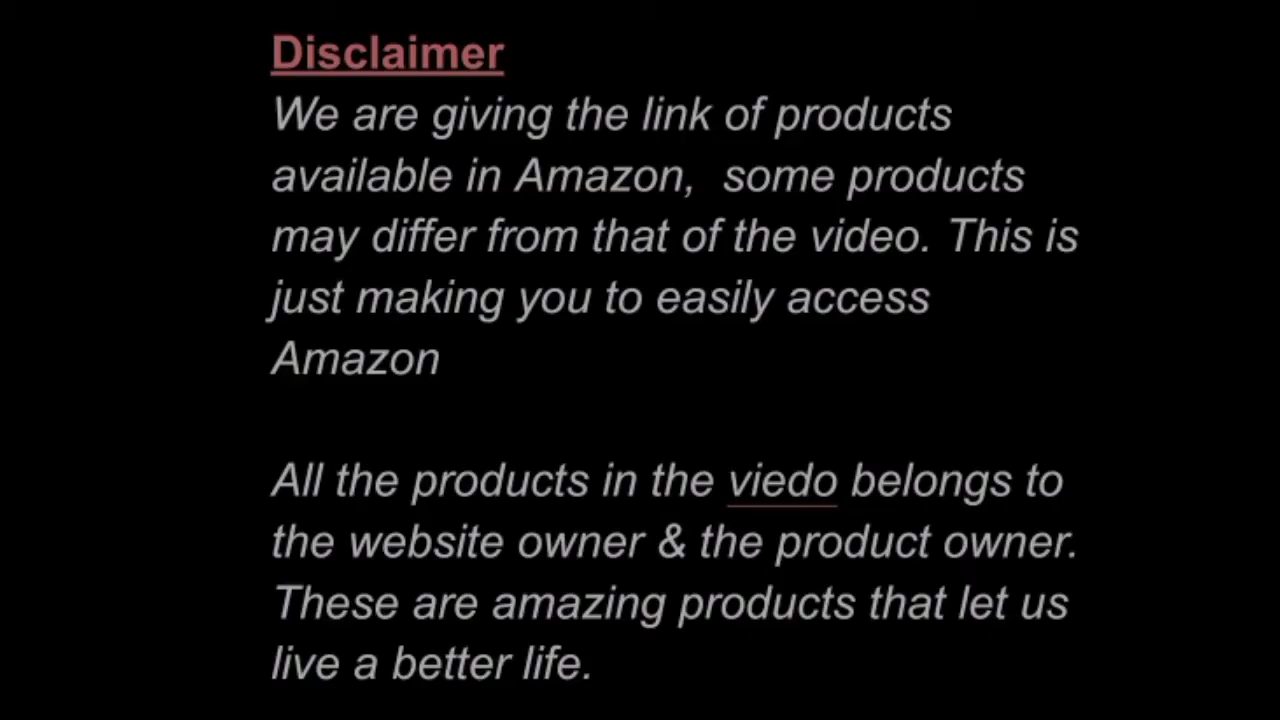 Disclaimer
We are giving the link of products
available in Amazon,  some products
may differ from that of the video. This is
just making you to easily access
Amazon
All the products in the viedo belongs to
the website owner & the product owner.
These are amazing products that let us
live a better life.